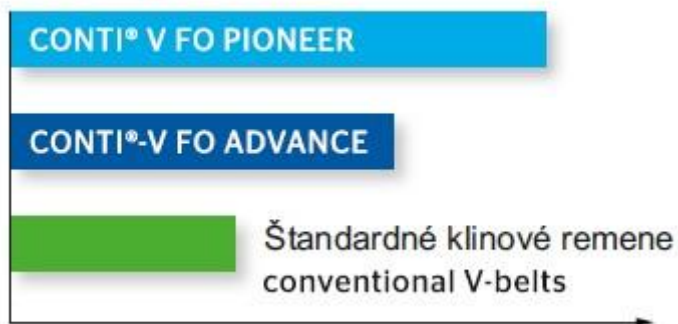 CONTI® V FO PIONEER
CONTI®-V FO ADVANCE
Štandardné klinové remene
conventional V-belts